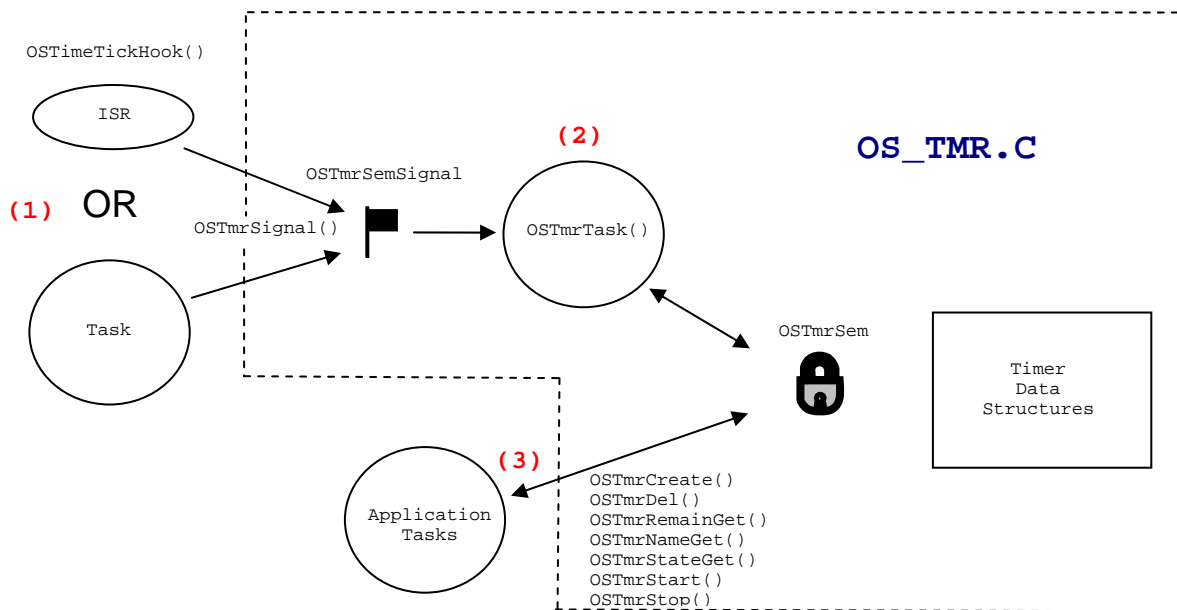 OSTimeTickHook()
ISR
(1)
OR
OSTmrSignal()
Task
OSTmrSemSignal
(2)
OSTmrTask()
OS_TMR.C
OSTmrSem
Timer
Data
Structures
(3)
Application
Tasks
OSTmrCreate()
OSTmrDel()
OSTmrRemainGet()
OSTmrNameGet()
OSTmrStateGet()
OSTmrStart()
OSTmrStop()